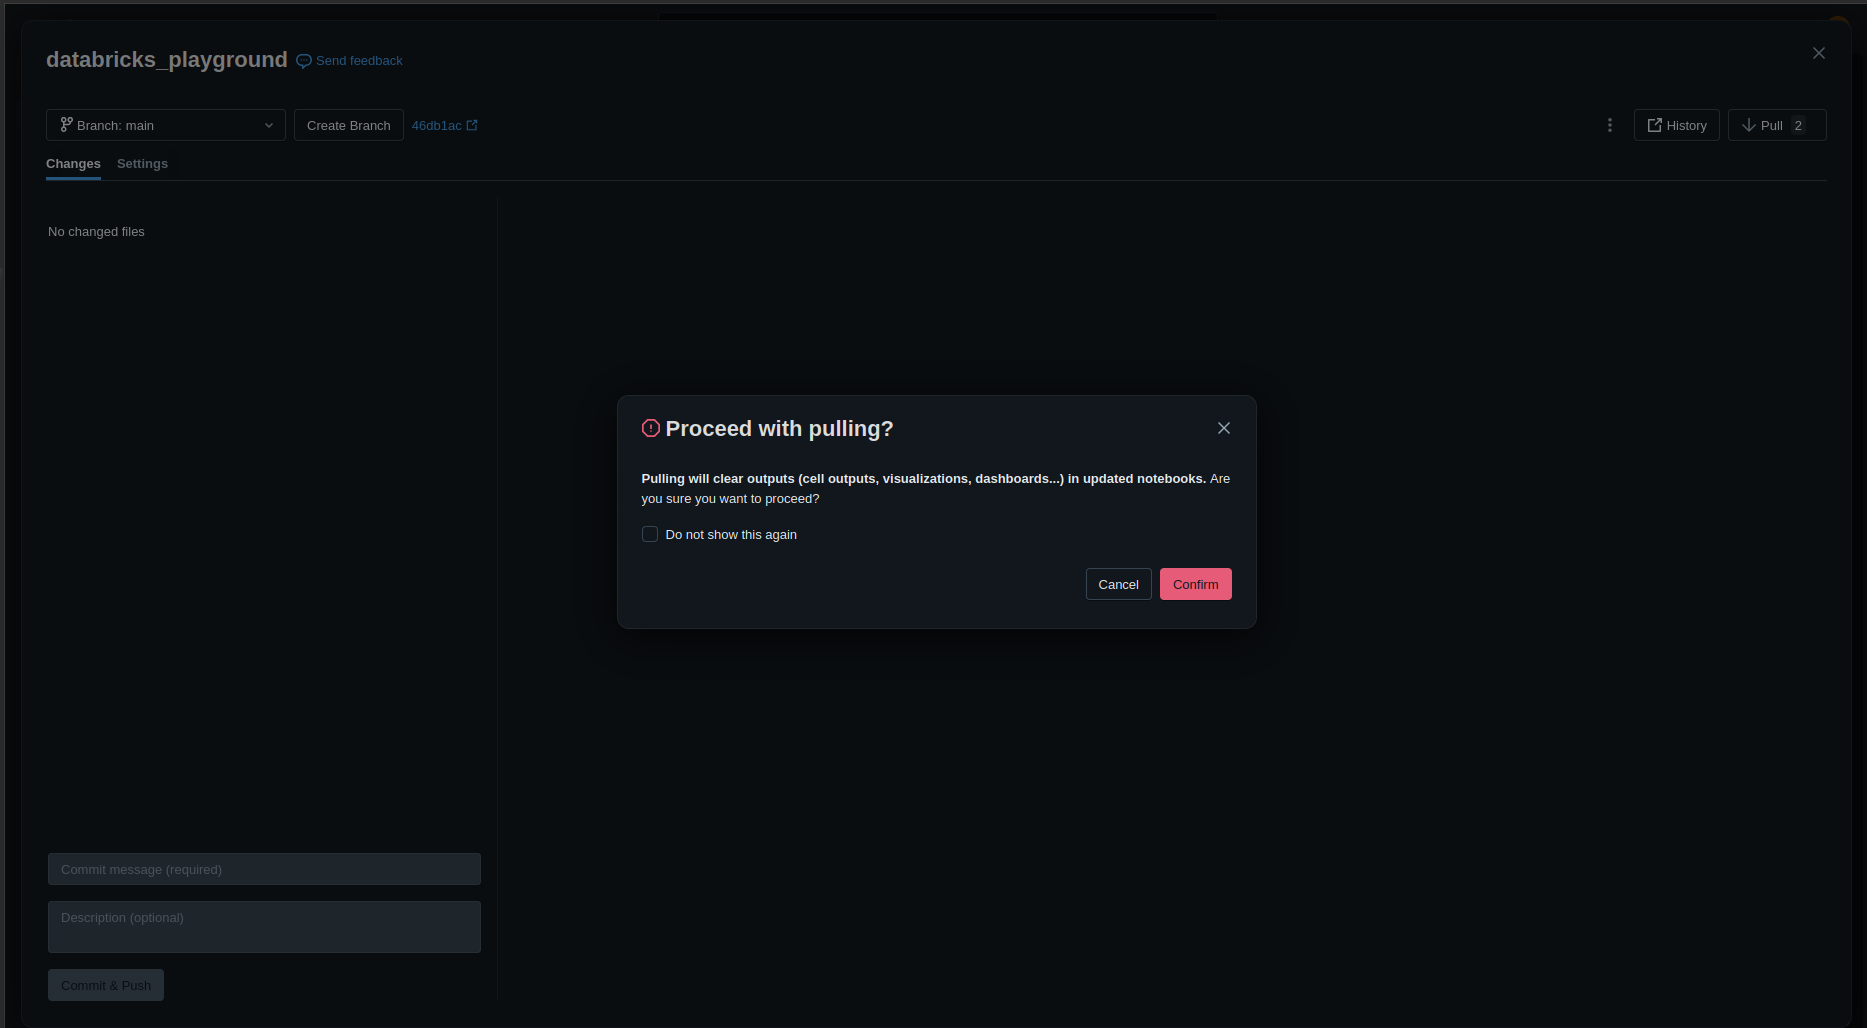 databricks_playground
Send feedback
Branch: main
Create Branch
46db1ac
History
Pull 2
Changes
Settings
No changed files
Proceed with pulling?
Pulling will clear outputs (cell outputs, visualizations, dashboards...) in updated notebooks. Are
you sure you want to proceed?
Do not show this again
Cancel
Confirm
Commit message (required)
Description (optional)
Commit & Push